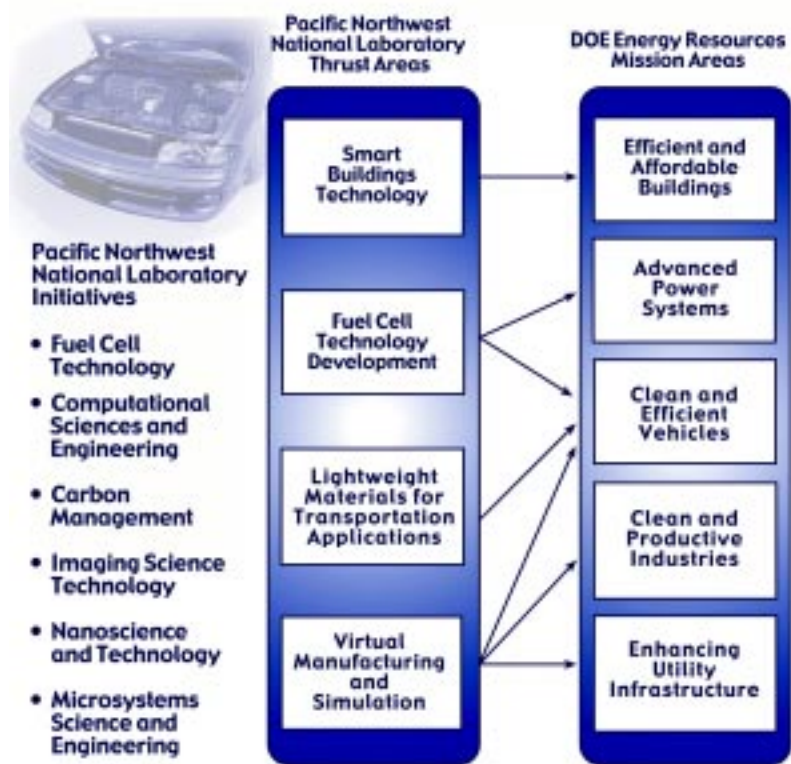 Pacific Northwest
National Laboratory
Thrust Areas
DOE Energy Resources
Mission Areas
Pacific Northwest
National Laboratory
Initiatives
• Fuel Cell
Technology
• Computational
Sciences and
Engineering
• Carbon
Management
• Imaging Science
Technology
• Nanoscience
and Technology
• Microsystems
Science and
Engineering
Smart
Buildings
Technology
Fuel Cell
Technology
Development
Lightweight
Materials for
Transportation
Applications
Virtual
Manufacturing
and
Simulation
Efficient and
Affordable
Buildings
Advanced
Power
Systems
Clean and
Efficient
Vehicles
Clean and
Productive
Industries
Enhancing
Utility
Infrastructure